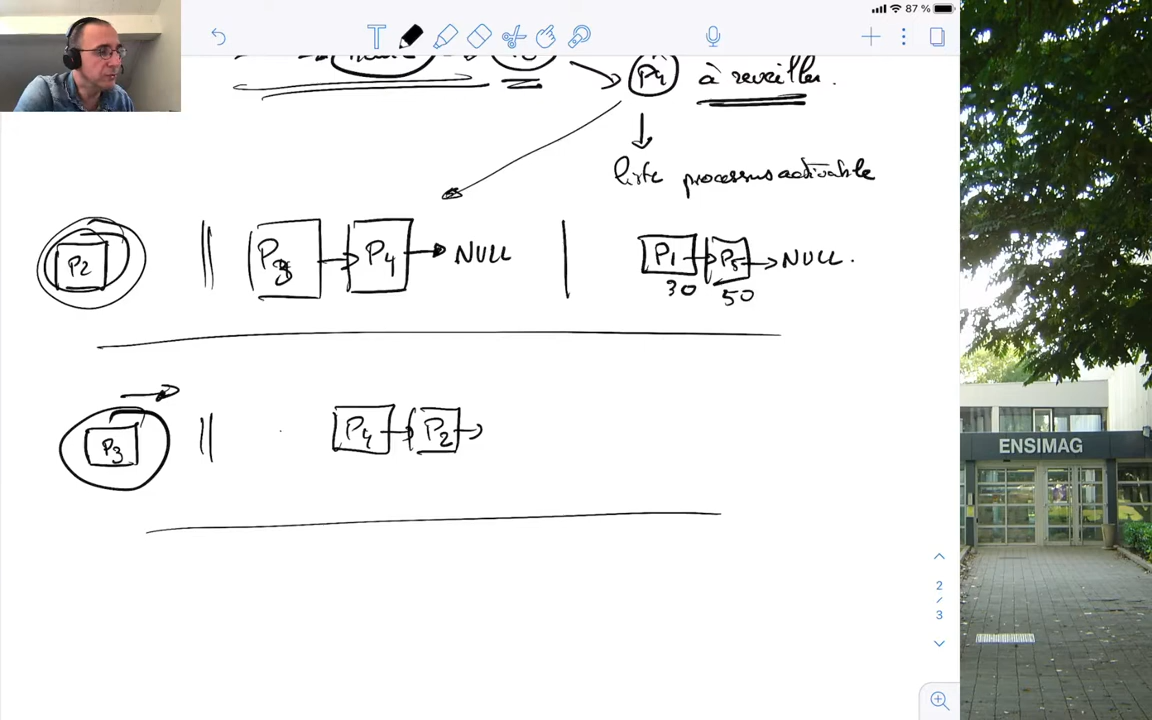 87 %
P4 à reveiller.
liste processus activable
P2 P3 P4 NULL P1 P5 NULL.
30 50
P3 P4 P2
ENSIMAG
2
/
3